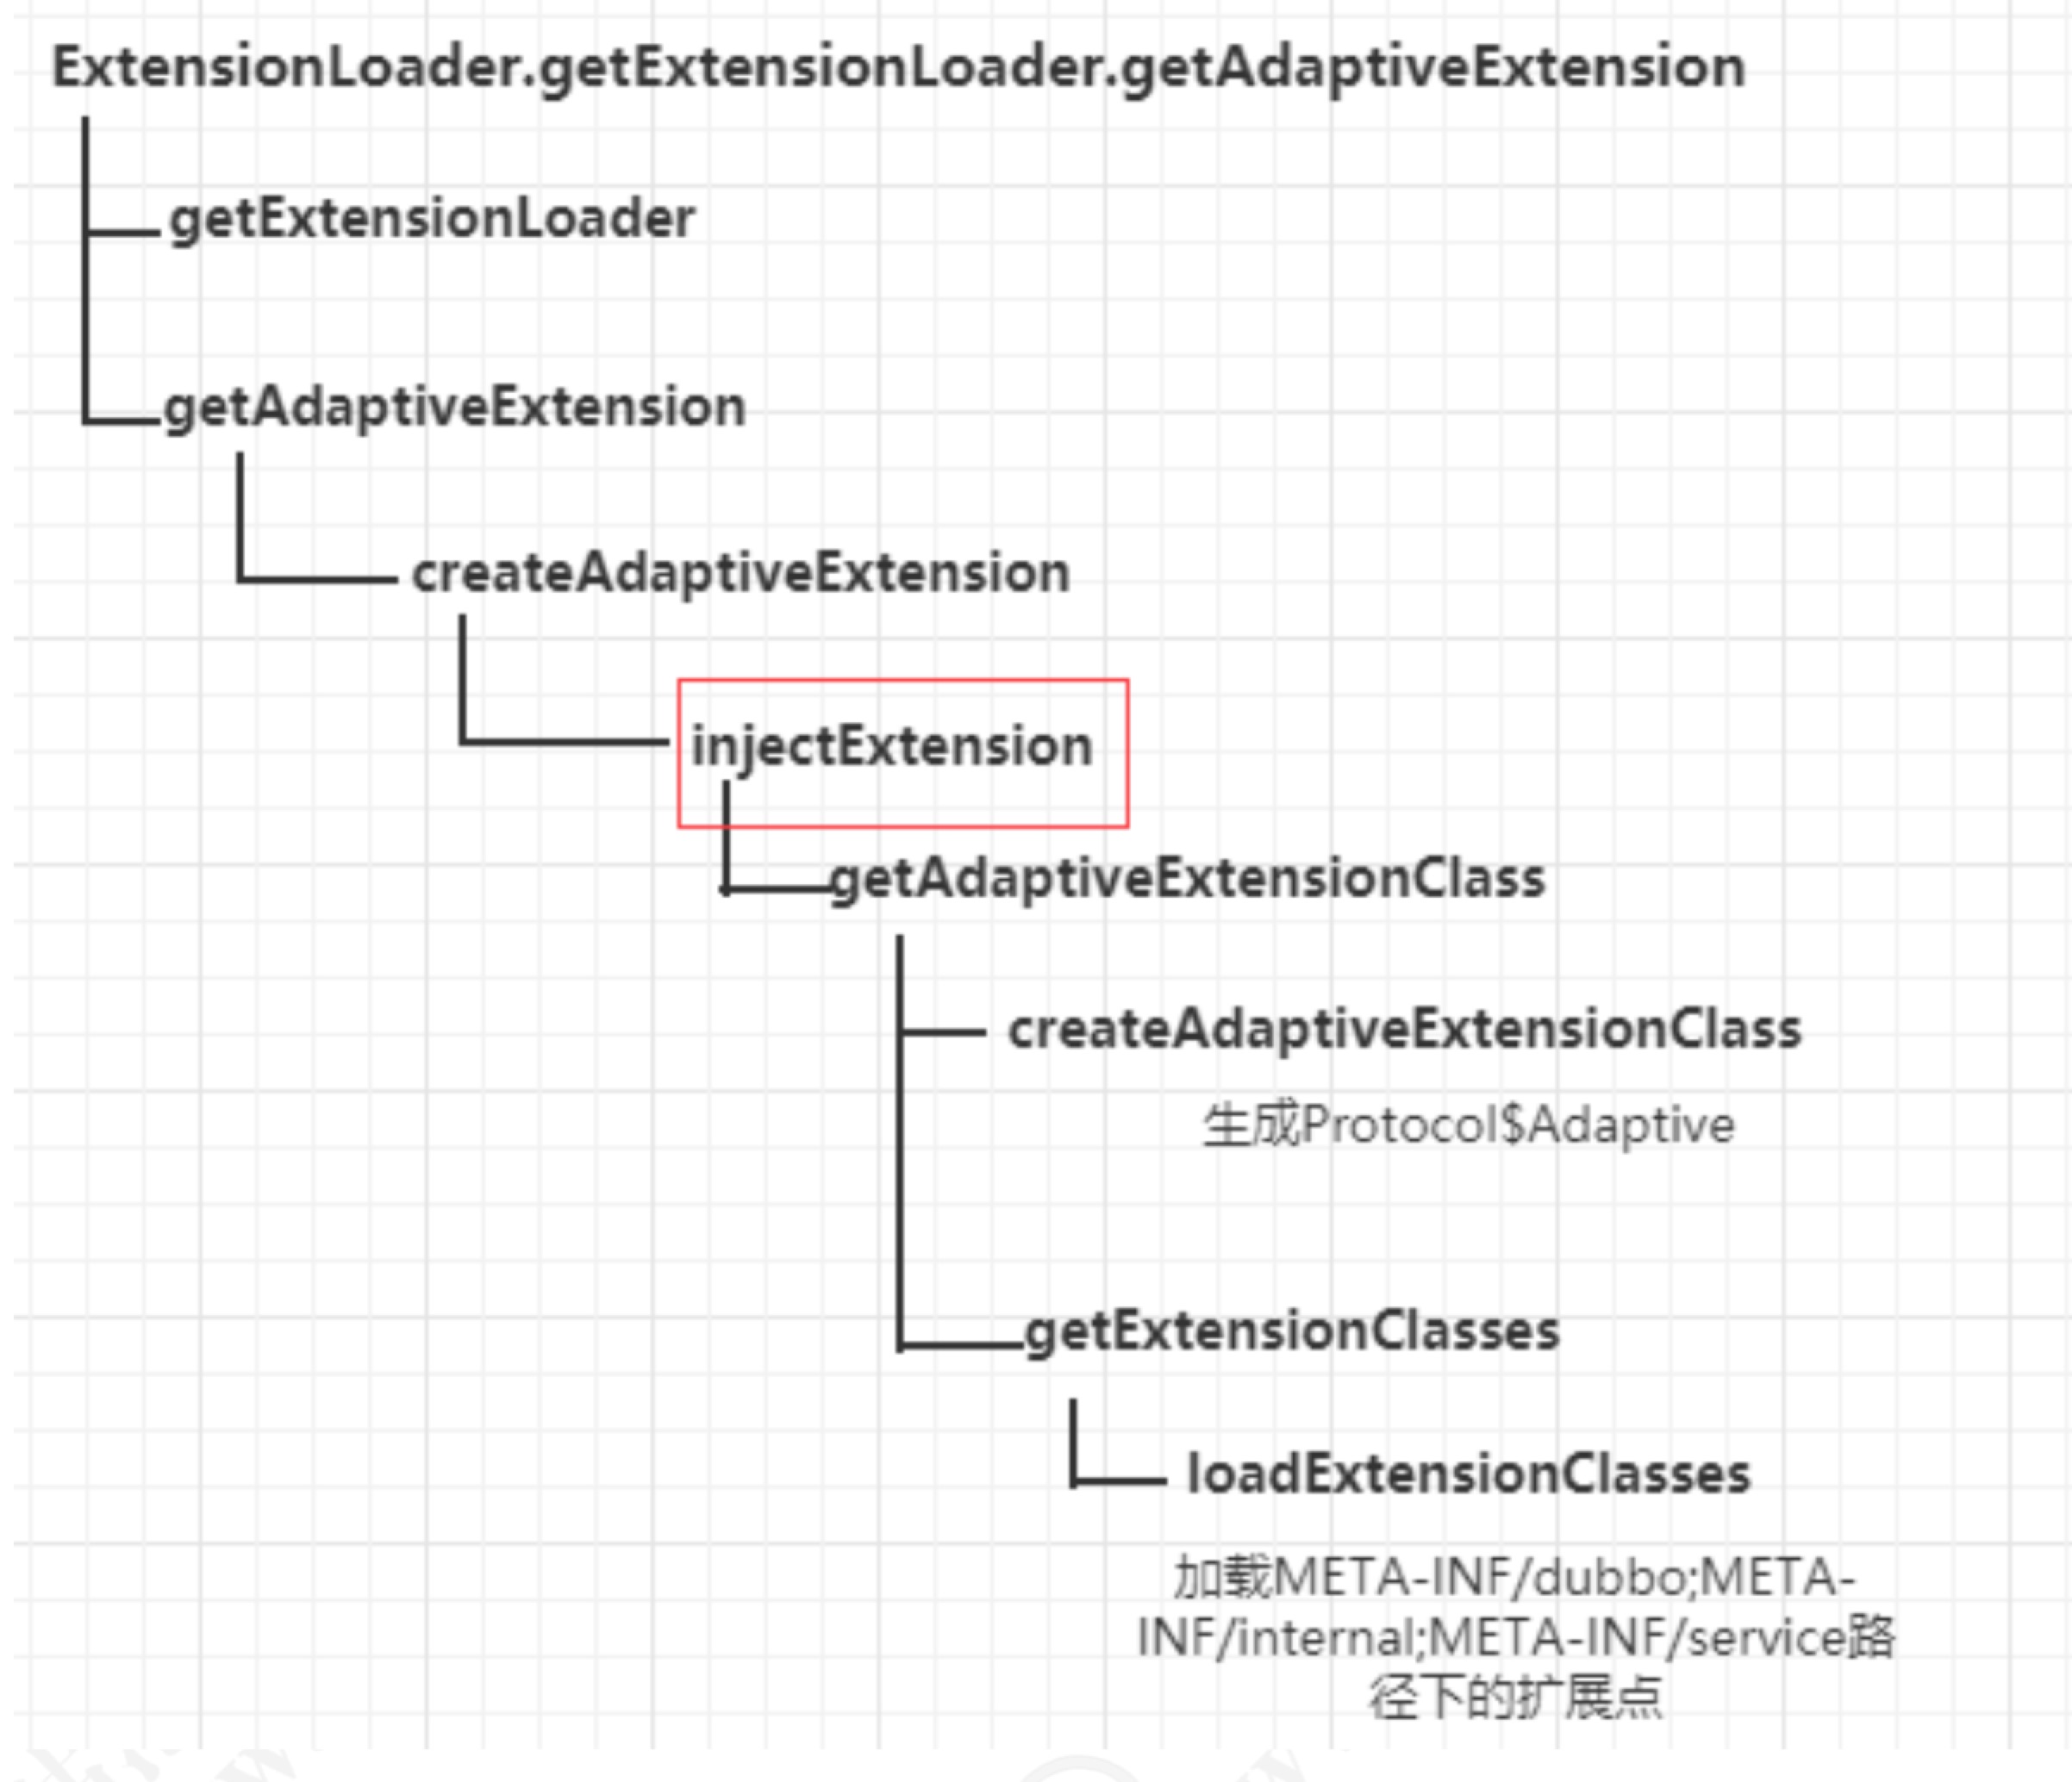 ExtensionLoader.getExtensionLoader.getAdaptiveExtension
getExtensionLoader
getAdaptiveExtension
createAdaptiveExtension
injectExtension
getAdaptiveExtensionClass
createAdaptiveExtensionClass
生成Protocol$Adaptive
getExtensionClasses
loadExtensionClasses
加载META-INF/dubbo;META-
INF/internal;META-INF/service路
径下的扩展点